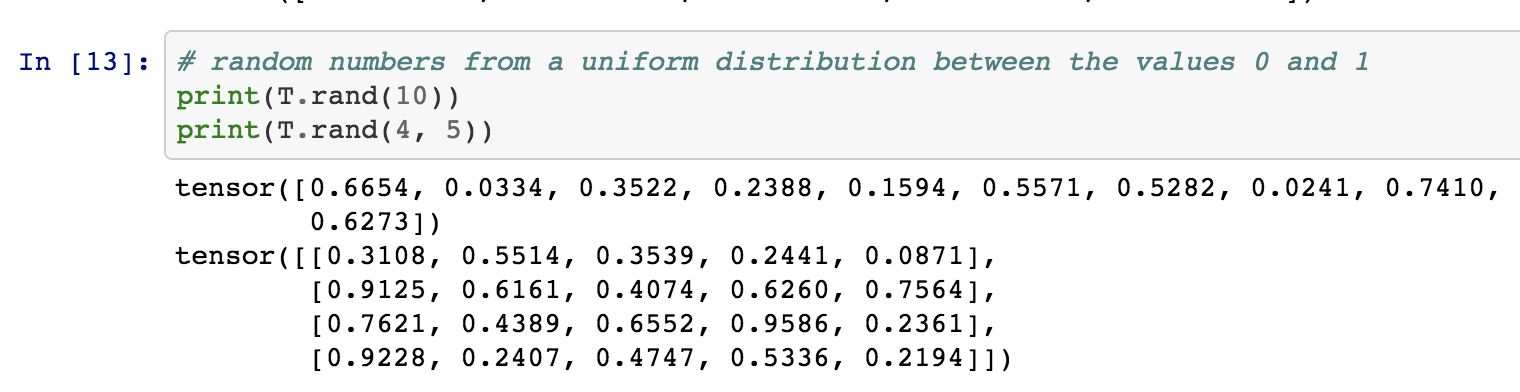 In [13]: # random numbers from a uniform distribution between the values 0 and 1
print(T.rand(10))
print(T.rand(4, 5))
tensor([0.6654, 0.0334, 0.3522, 0.2388, 0.1594, 0.5571, 0.5282, 0.0241, 0.7410,
        0.6273])
tensor([[0.3108, 0.5514, 0.3539, 0.2441, 0.0871],
        [0.9125, 0.6161, 0.4074, 0.6260, 0.7564],
        [0.7621, 0.4389, 0.6552, 0.9586, 0.2361],
        [0.9228, 0.2407, 0.4747, 0.5336, 0.2194]])